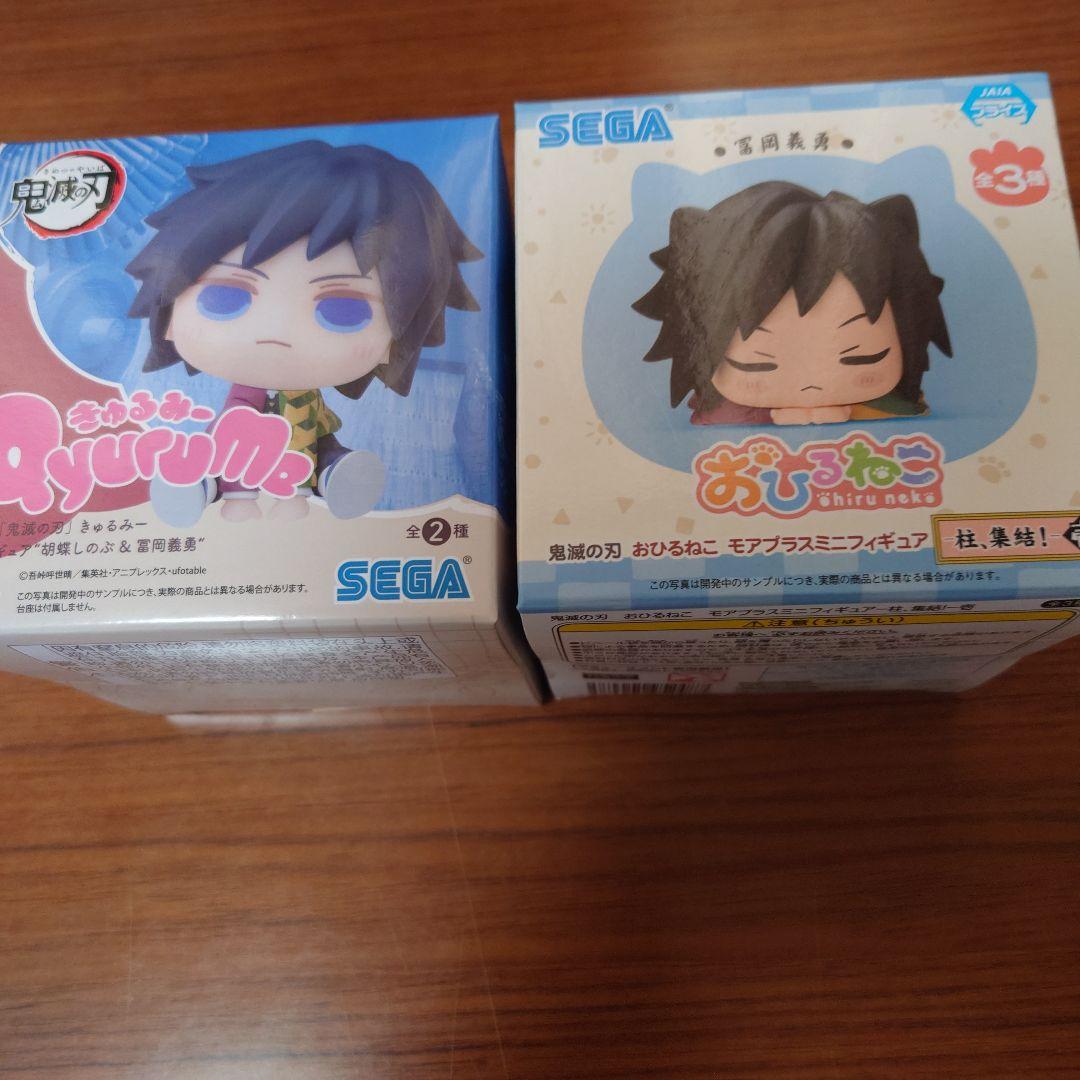 きめつのやいば
鬼滅の刃
きゅるみー
QyuruMe
「鬼滅の刃」きゅるみー
ギュア"胡蝶しのぶ & 冨岡義勇"
©吾峠呼世晴／集英社・アニプレックス・ufotable
この写真は開発中のサンプルにつき、実際の商品とは異なる場合があります。
台座は付属しません。
全2種
SEGA®
SEGA®
冨岡義勇
JAIA
プライズ
全3種
おひるねこ
Ohiru neko
鬼滅の刃 おひるねこ モアプラスミニフィギュア
柱、集結!
この写真は開発中のサンプルにつき、実際の商品とは異なる場合があります。
鬼滅の刃 おひるねこ モアプラスミニフィギュアー柱、集結!ー壱
⚠注意(ちゅうい)